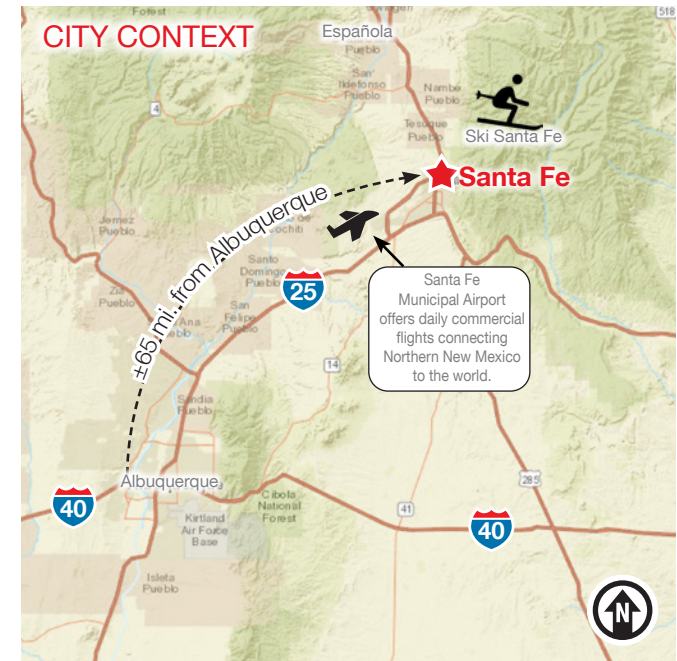 CITY CONTEXT
518
Española
Pueblo
San
Ildefonso
Pueblo
Nambe
Pueblo
4
Tesuque
Pueblo
Ski Santa Fe
Santa Fe
±65 mi. from Albuquerque
Jemez
Pueblo
de
Cochiti
Santo
Domingo
Pueblo
25
Zia
Pueblo
San
Felipe
Pueblo
Ana
Santa Fe
Municipal Airport
offers daily commercial
flights connecting
Northern New Mexico
to the world.
14
Sandia
Pueblo
Albuquerque
285
40
Cibola
National
Forest
41
40
Kirtland
Air Force
Base
Isleta
Pueblo
N